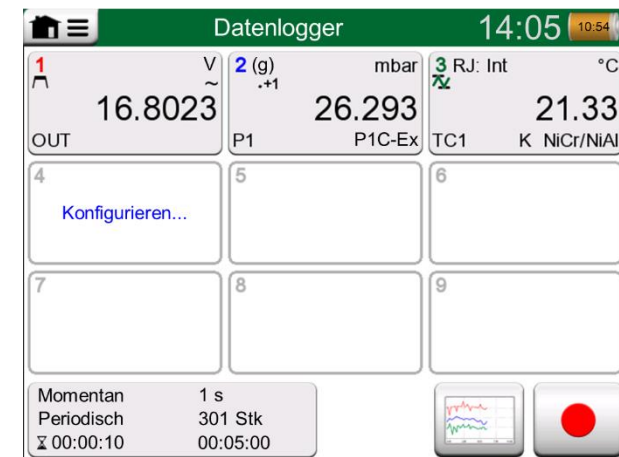 Datenlogger 14:05 10:54
1 V
~
16.8023
OUT
2 (g) mbar
.+1
26.293
P1 P1C-Ex
3 RJ: Int °C
21.33
TC1 K NiCr/NiAl
4
Konfigurieren...
5
6
7
8
9
Momentan 1 s
Periodisch 301 Stk
00:00:10 00:05:00